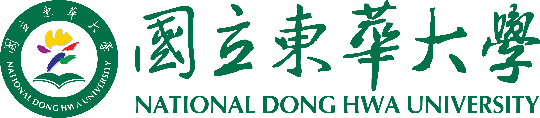 國立東華大學
NATIONAL DONG HWA UNIVERSITY
國立東華大學
NATIONAL DONG HWA UNIVERSITY